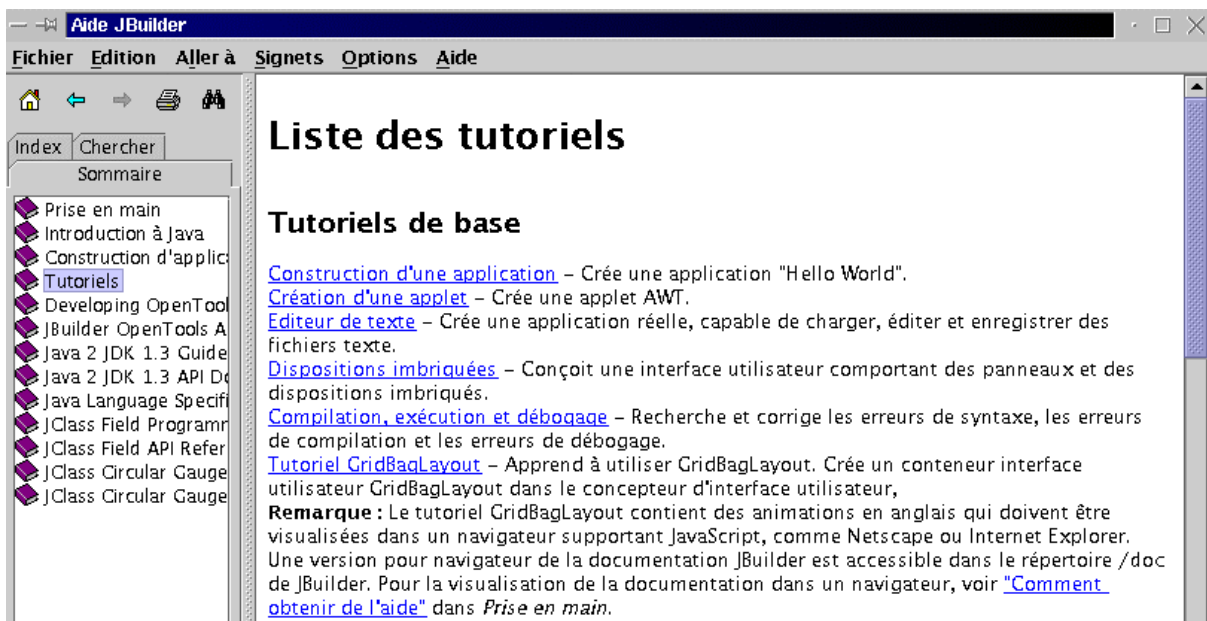 Aide JBuilder
Fichier Edition Aller à Signets Options Aide
Index Chercher
Sommaire
Prise en main
Introduction à Java
Construction d'applic
Tutoriels
Developing OpenTool
JBuilder OpenTools A
Java 2 JDK 1.3 Guide
Java 2 JDK 1.3 API D
Java Language Specifi
JClass Field Programm
JClass Field API Refer
JClass Circular Gauge
JClass Circular Gauge
Liste des tutoriels
Tutoriels de base
Construction d'une application – Crée une application "Hello World".
Création d'une applet – Crée une applet AWT.
Editeur de texte – Crée une application réelle, capable de charger, éditer et enregistrer des
fichiers texte.
Dispositions imbriquées – Conçoit une interface utilisateur comportant des panneaux et des
dispositions imbriqués.
Compilation, exécution et débogage – Recherche et corrige les erreurs de syntaxe, les erreurs
de compilation et les erreurs de débogage.
Tutoriel GridBagLayout – Apprend à utiliser GridBagLayout. Crée un conteneur interface
utilisateur GridBagLayout dans le concepteur d'interface utilisateur,
Remarque : Le tutoriel GridBagLayout contient des animations en anglais qui doivent être
visualisées dans un navigateur supportant JavaScript, comme Netscape ou Internet Explorer.
Une version pour navigateur de la documentation JBuilder est accessible dans le répertoire /doc
de JBuilder. Pour la visualisation de la documentation dans un navigateur, voir "Comment
obtenir de l'aide" dans Prise en main.